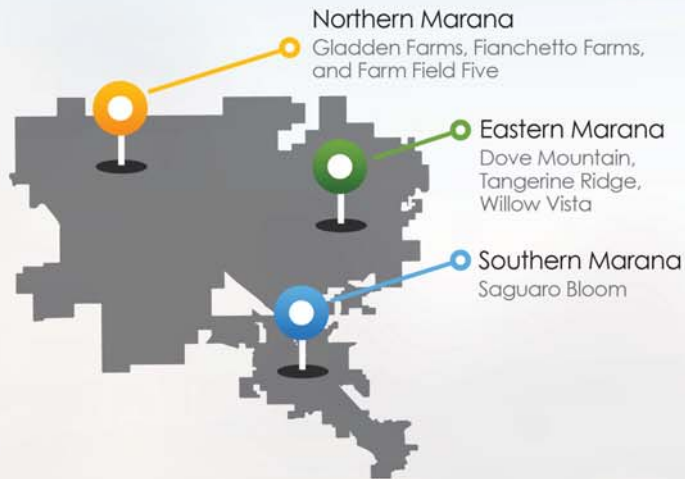 Northern Marana
Gladden Farms, Fianchetto Farms,
and Farm Field Five
Eastern Marana
Dove Mountain,
Tangerine Ridge,
Willow Vista
Southern Marana
Saguaro Bloom